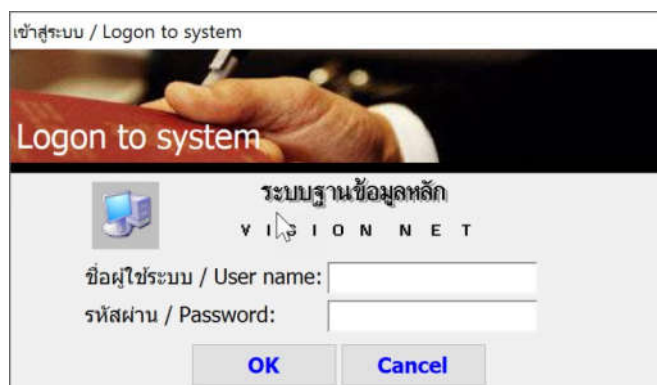 เข้าสู่ระบบ / Logon to system
Logon to system
ระบบฐานข้อมูลหลัก
VISION NET
ชื่อผู้ใช้ระบบ / User name:
รหัสผ่าน / Password:
OK Cancel